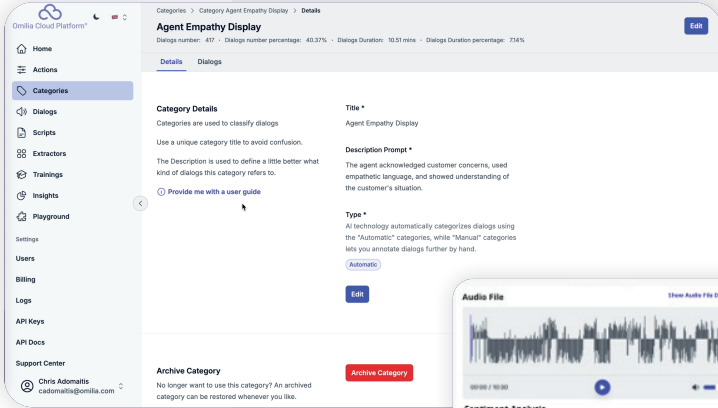 Omilia Cloud Platform®
Home
Actions
Categories
Dialogs
Scripts
Extractors
Trainings
Insights
Playground
Settings
Users
Billing
Logs
API Keys
API Docs
Support Center
Chris Adomaitis
cadomaitis@omilia.com
Categories > Category Agent Empathy Display > Details
Agent Empathy Display
Edit
Dialogs number: 417 · Dialogs number percentage: 40.37% · Dialogs Duration: 10.51 mins · Dialogs Duration percentage: 7.14%
Details Dialogs
Category Details
Categories are used to classify dialogs
Use a unique category title to avoid confusion.
The Description is used to define a little better what
kind of dialogs this category refers to.
Provide me with a user guide
Title *
Agent Empathy Display
Description Prompt *
The agent acknowledged customer concerns, used
empathetic language, and showed understanding of
the customer's situation.
Type *
AI technology automatically categorizes dialogs using
the "Automatic" categories, while "Manual" categories
lets you annotate dialogs further by hand.
Automatic
Edit
Archive Category
No longer want to use this category? An archived
category can be restored whenever you like.
Archive Category
Audio File
Show Audio File D
00:00 / 10:30